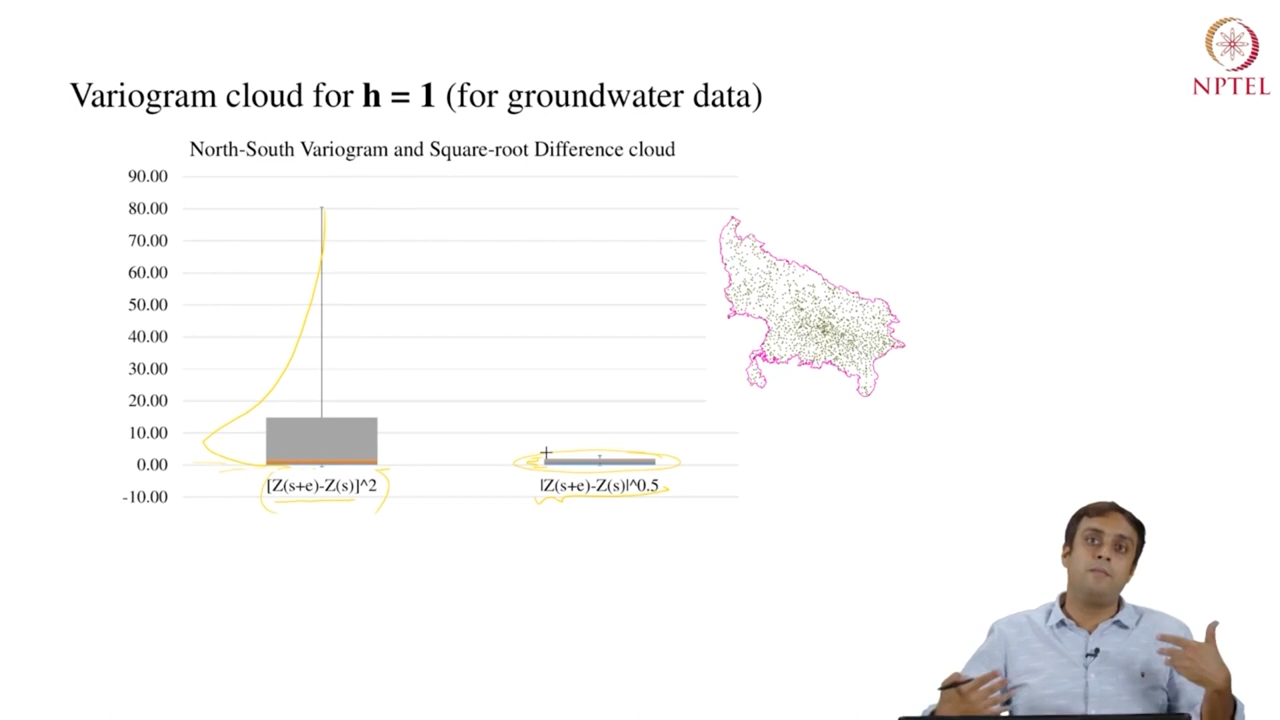 NPTEL
Variogram cloud for h = 1 (for groundwater data)
North-South Variogram and Square-root Difference cloud
90.00
80.00
70.00
60.00
50.00
40.00
30.00
20.00
10.00
0.00
-10.00
[Z(s+e)-Z(s)]^2
|Z(s+e)-Z(s)|^0.5